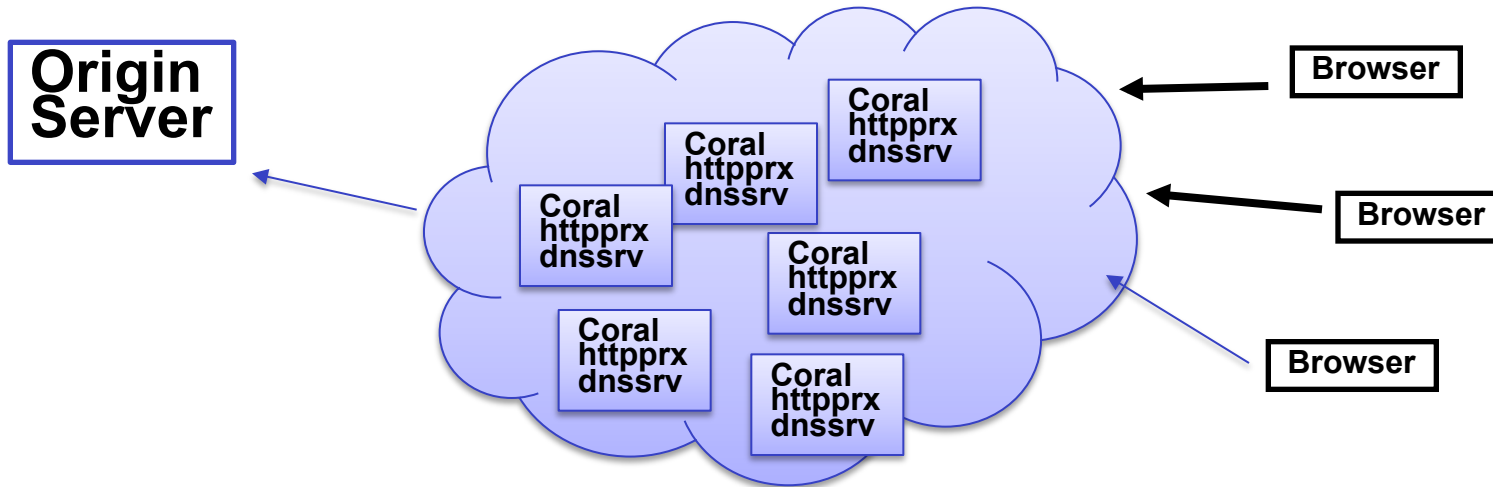 Origin
Server
Coral
httpprx
dnssrv
Coral
httpprx
dnssrv
Coral
httpprx
dnssrv
Coral
httpprx
dnssrv
Coral
httpprx
dnssrv
Coral
httpprx
dnssrv
Browser
Browser
Browser